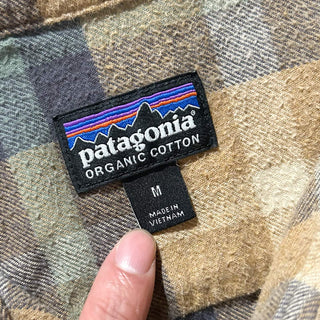 patagonia®
ORGANIC COTTON
M
MADE IN
VIETNAM